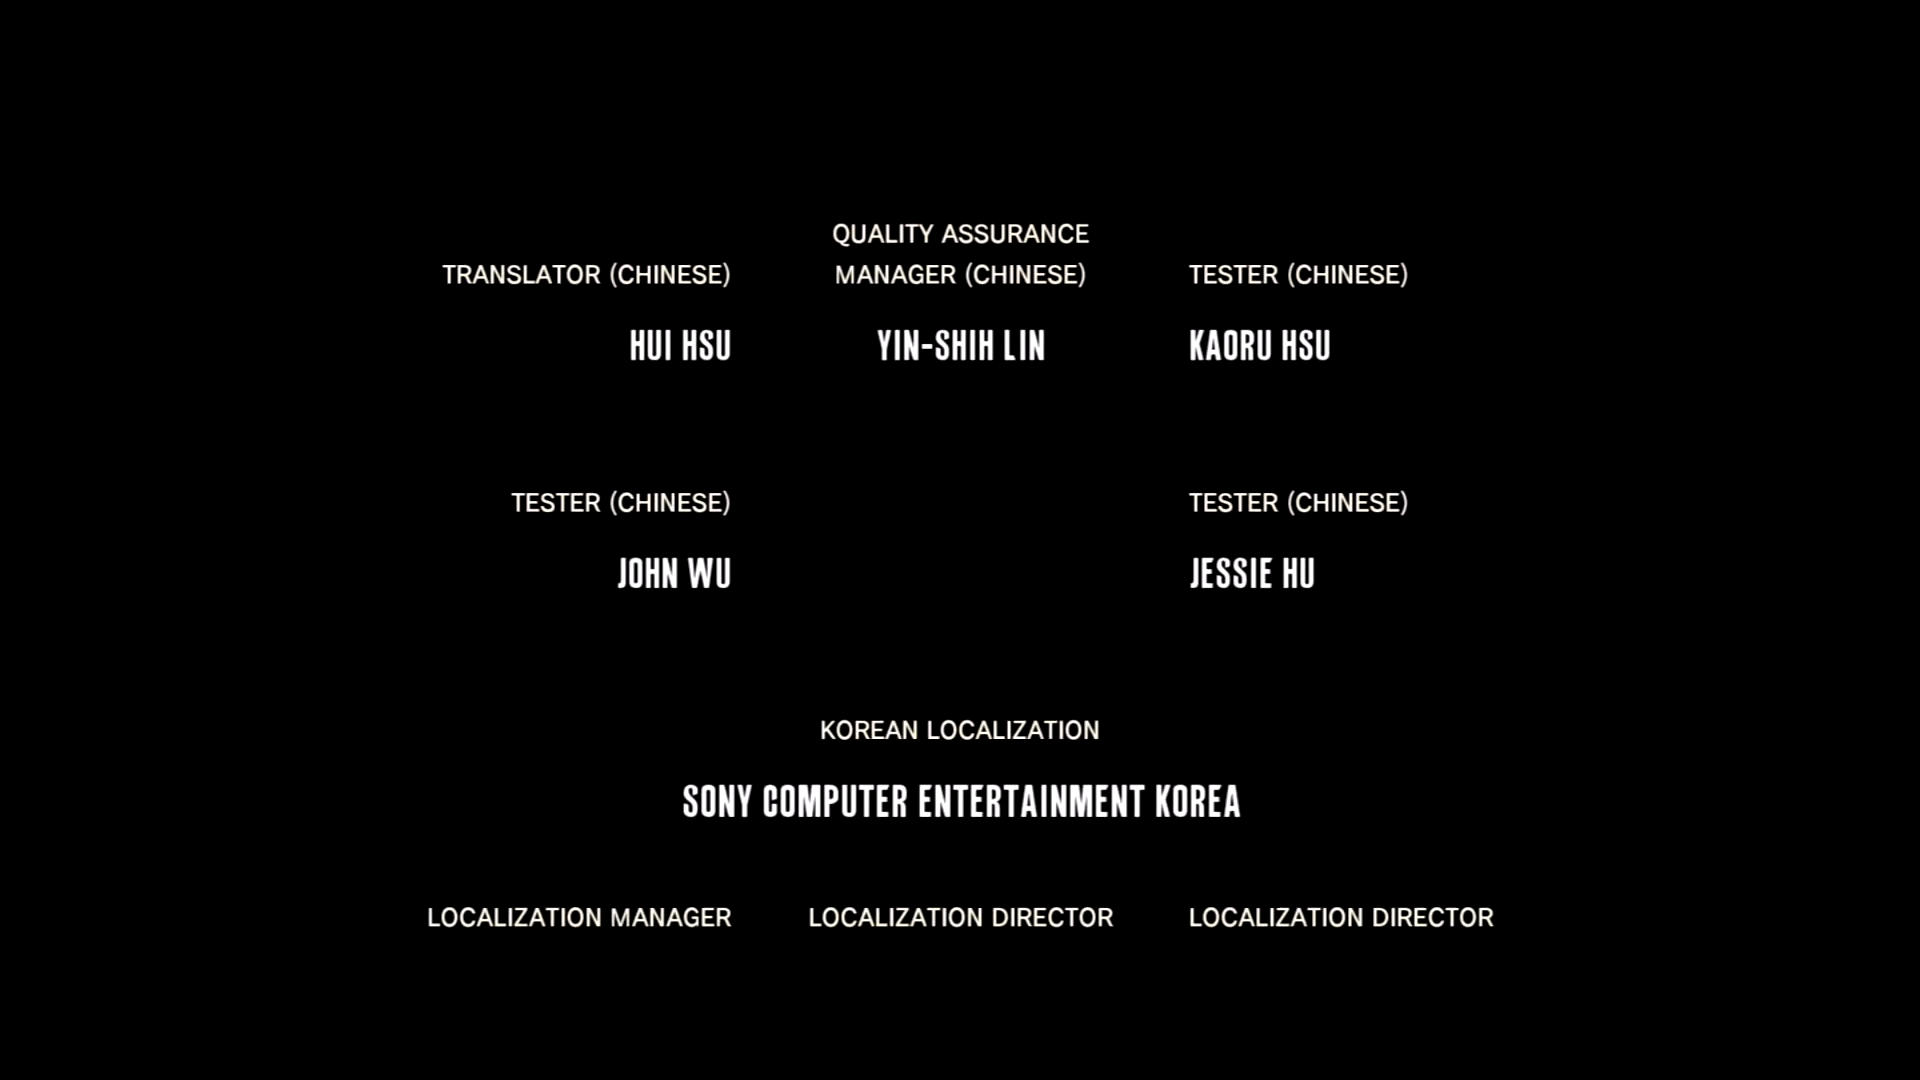 QUALITY ASSURANCE
TRANSLATOR (CHINESE) MANAGER (CHINESE) TESTER (CHINESE)
HUI HSU YIN-SHIH LIN KAORU HSU
TESTER (CHINESE) TESTER (CHINESE)
JOHN WU JESSIE HU
KOREAN LOCALIZATION
SONY COMPUTER ENTERTAINMENT KOREA
LOCALIZATION MANAGER LOCALIZATION DIRECTOR LOCALIZATION DIRECTOR